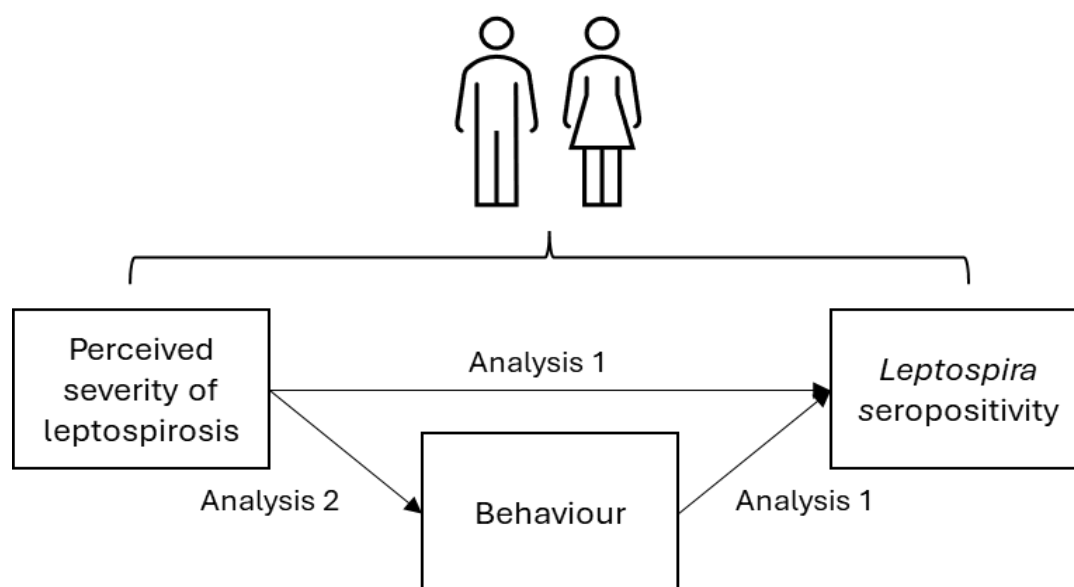 Perceived
severity of
leptospirosis
Analysis 1
Leptospira
seropositivity
Analysis 2
Behaviour
Analysis 1